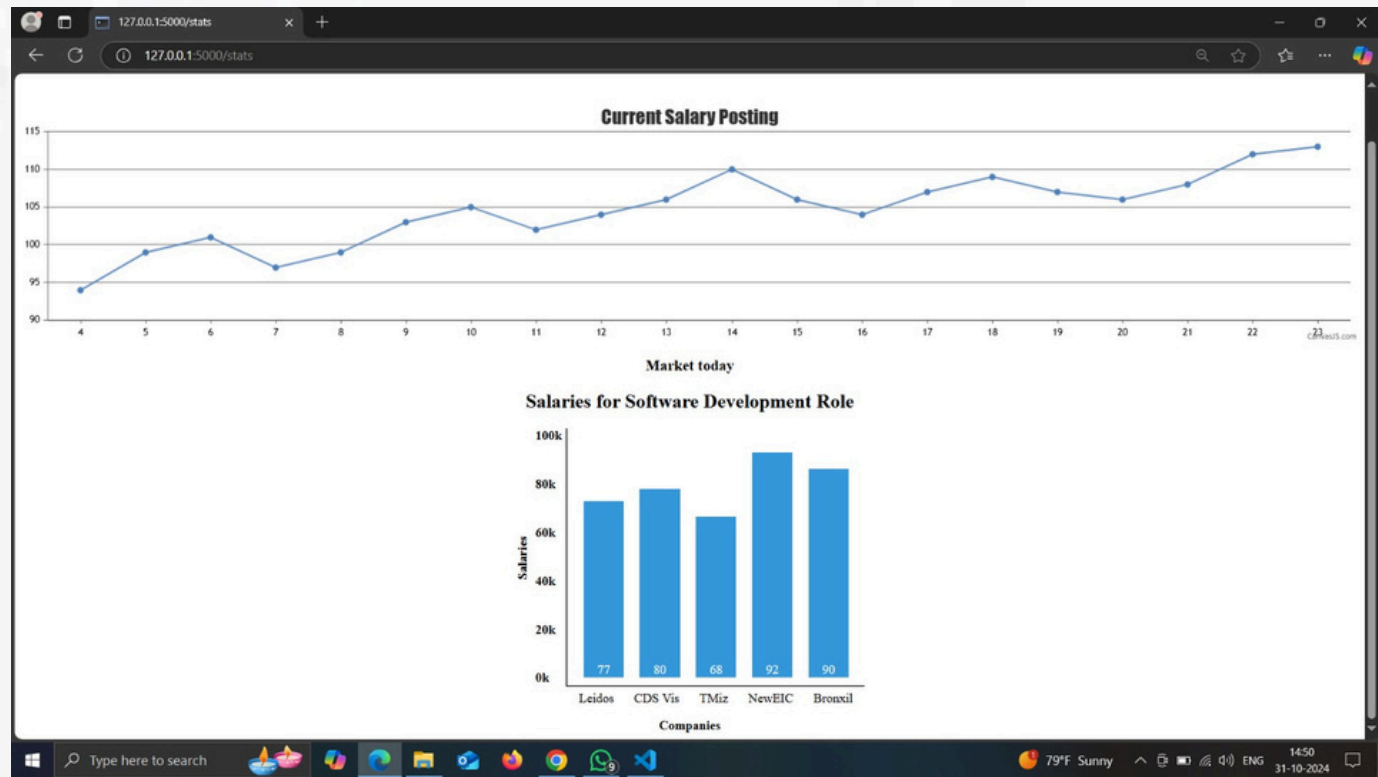 127.0.0.1:5000/stats
127.0.0.1:5000/stats
Current Salary Posting
115
110
105
100
95
90
4 5 6 7 8 9 10 11 12 13 14 15 16 17 18 19 20 21 22 23
CanvasJS.com
Market today
Salaries for Software Development Role
100k
80k
60k
40k
20k
0k
Salaries
77 80 68 92 90
Leidos CDS Vis TMiz NewEIC Bronxil
Companies
Type here to search
9
79°F Sunny
ENG
14:50
31-10-2024